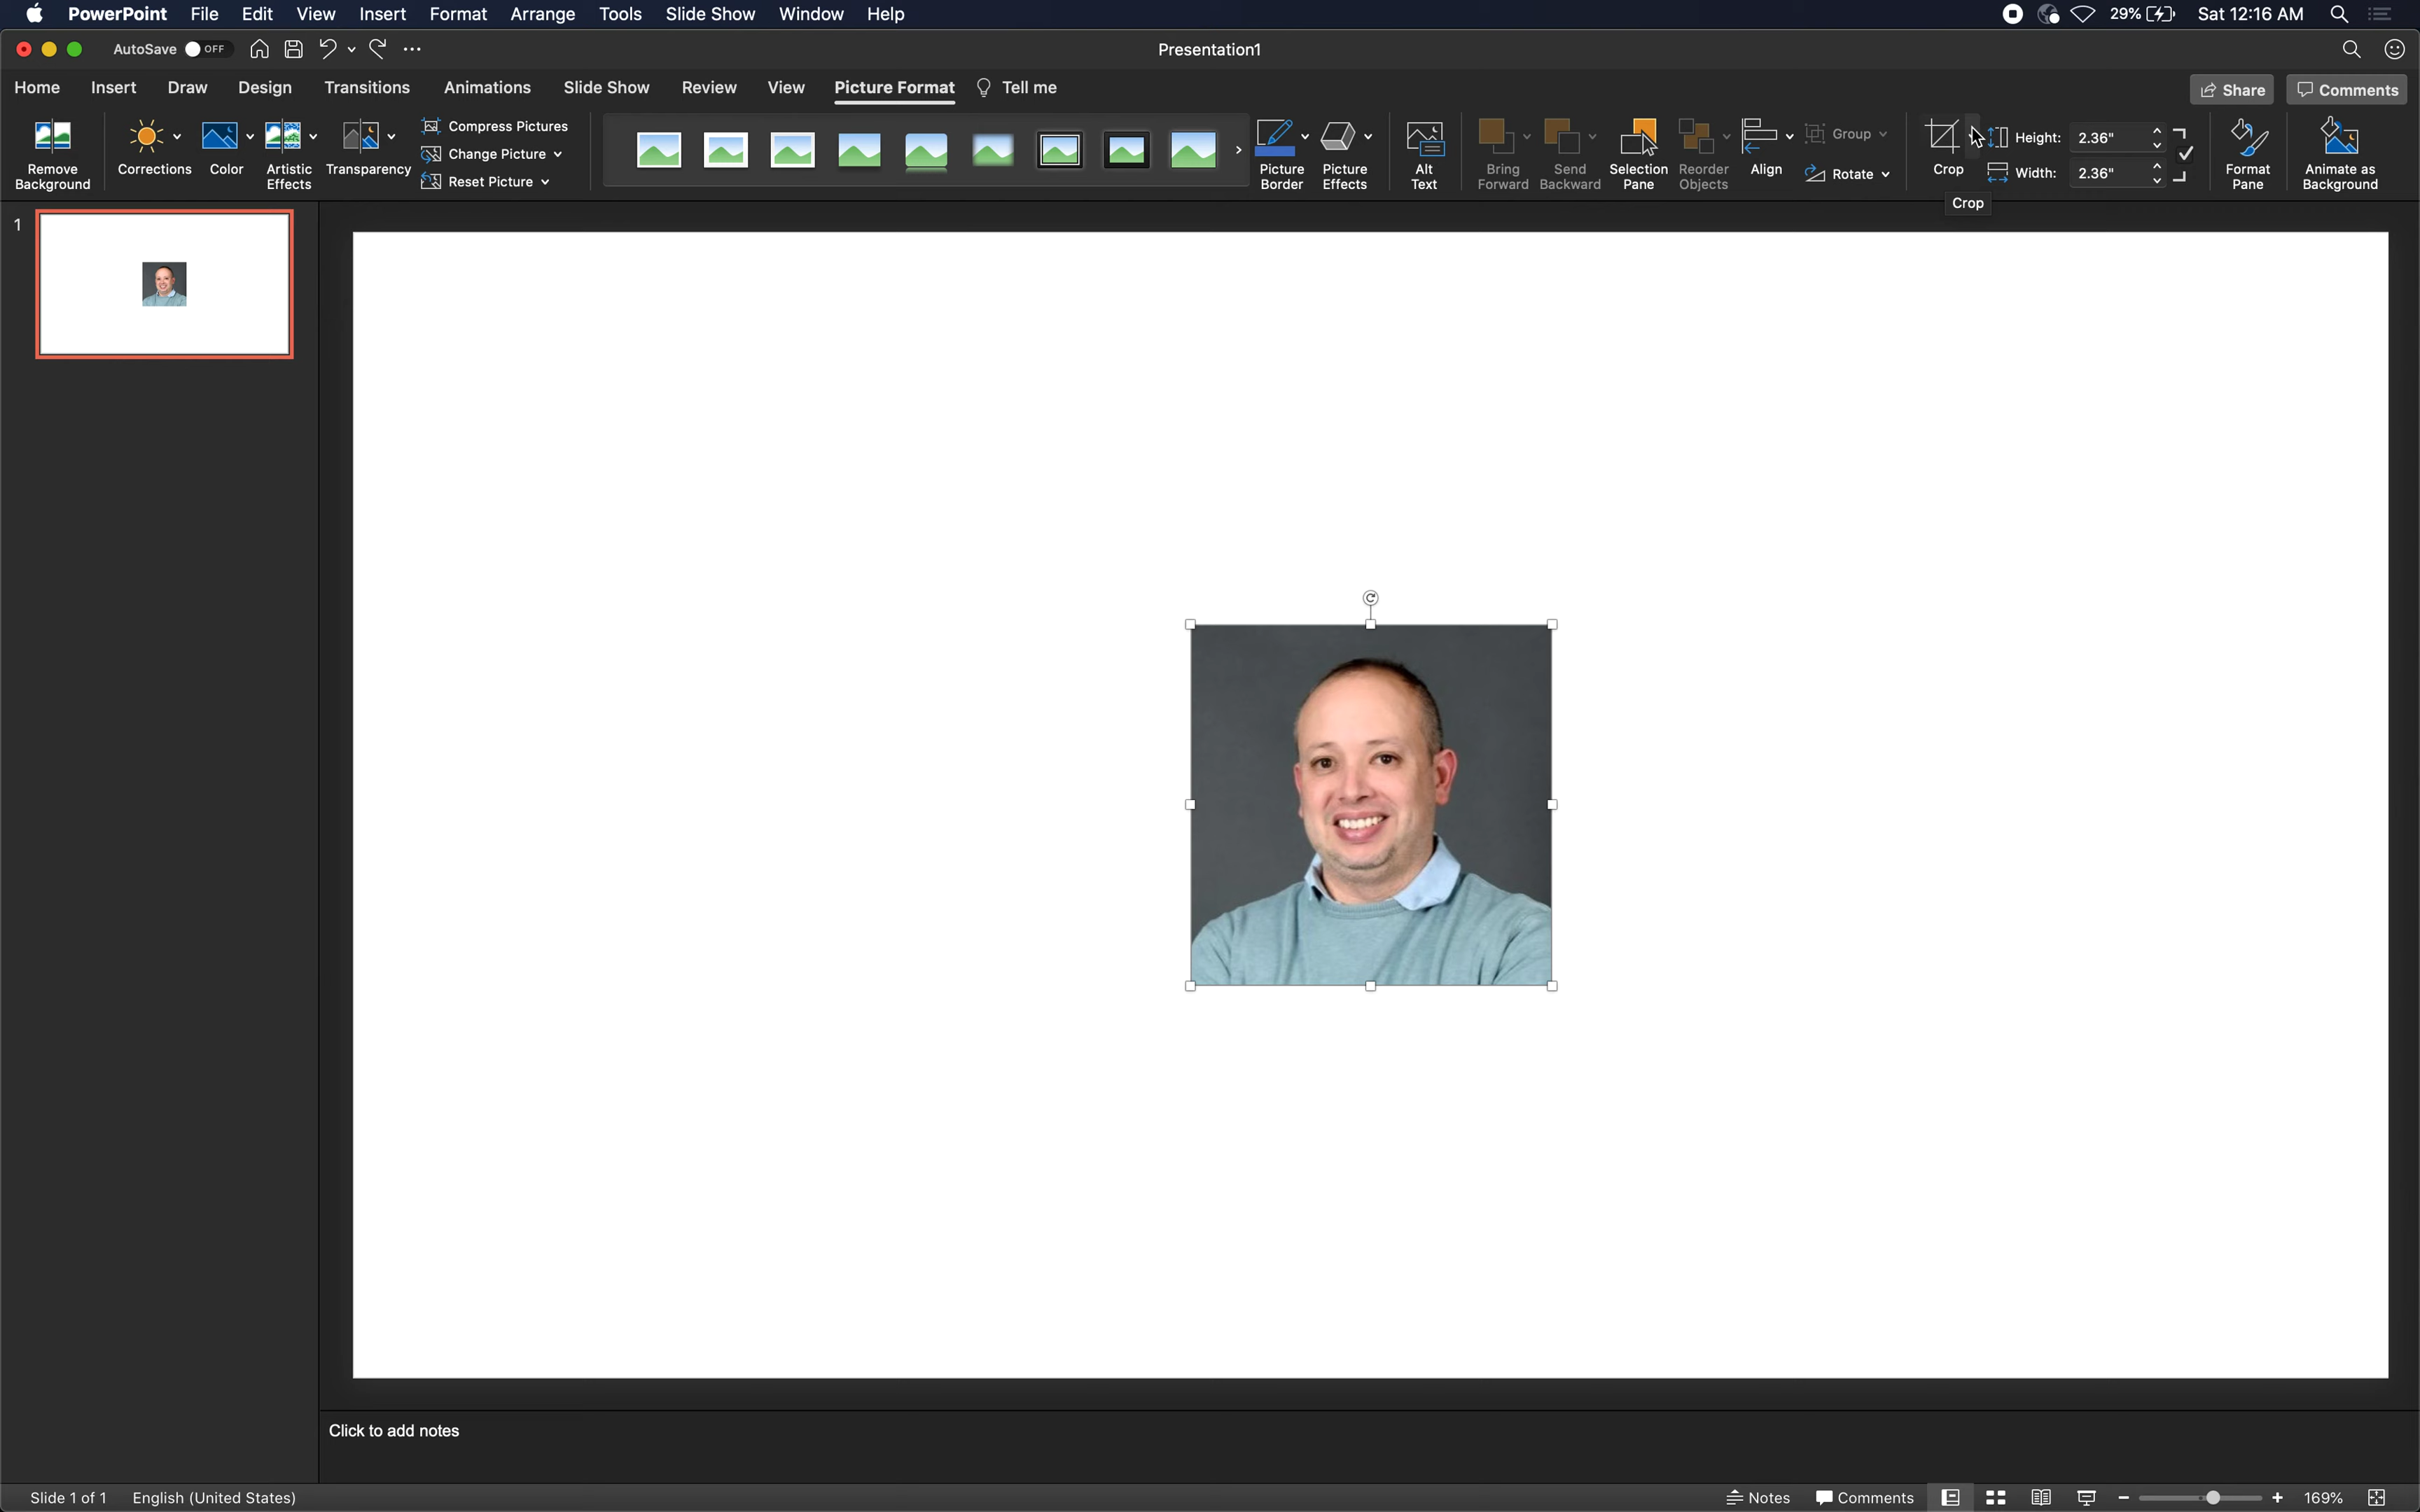 PowerPoint File Edit View Insert Format Arrange Tools Slide Show Window Help 29% Sat 12:16 AM
AutoSave OFF Presentation1
Home Insert Draw Design Transitions Animations Slide Show Review View Picture Format Tell me Share Comments
Remove Background
Corrections
Color
Artistic Effects
Transparency
Compress Pictures
Change Picture
Reset Picture
Picture Border
Picture Effects
Alt Text
Bring Forward
Send Backward
Selection Pane
Reorder Objects
Align
Group
Rotate
Crop
Height: 2.36"
Width: 2.36"
Format Pane
Animate as Background
Crop
1
Click to add notes
Slide 1 of 1 English (United States) Notes Comments 169%